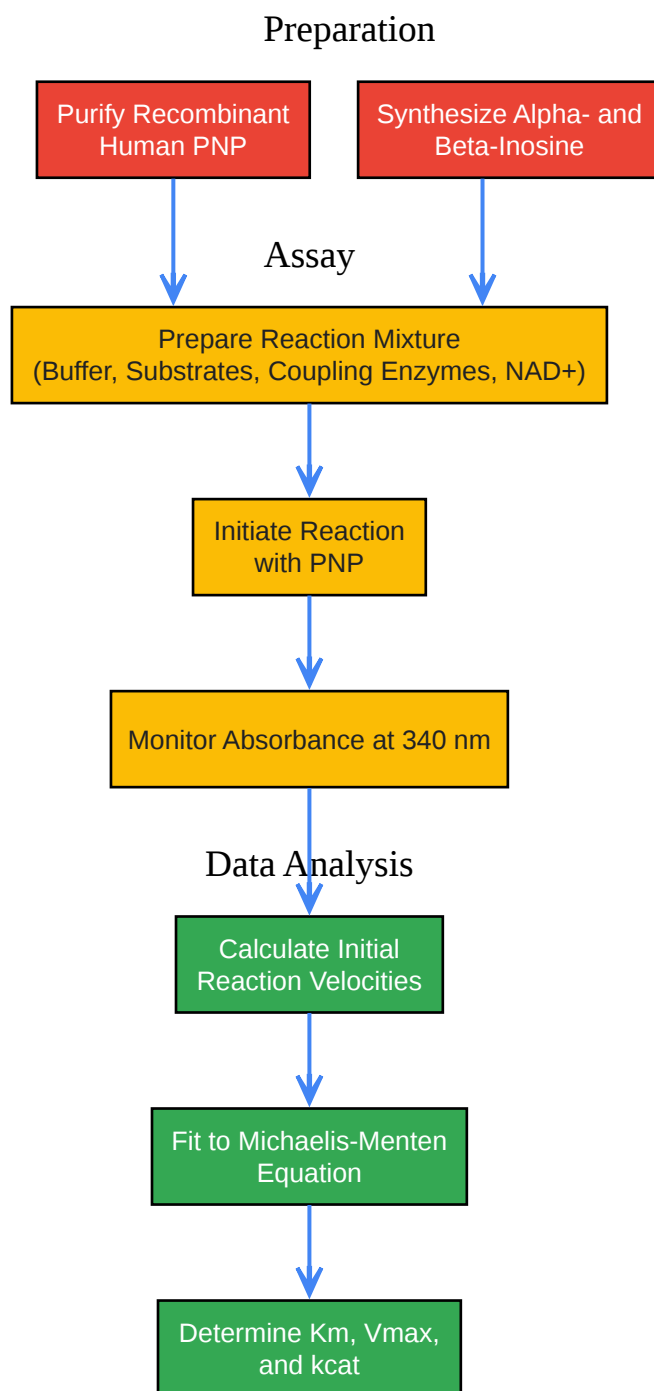 Preparation
Purify Recombinant
Human PNP
Synthesize Alpha- and
Beta-Inosine
Assay
Prepare Reaction Mixture
(Buffer, Substrates, Coupling Enzymes, NAD+)
Initiate Reaction
with PNP
Monitor Absorbance at 340 nm
Data Analysis
Calculate Initial
Reaction Velocities
Fit to Michaelis-Menten
Equation
Determine Km, Vmax,
and kcat